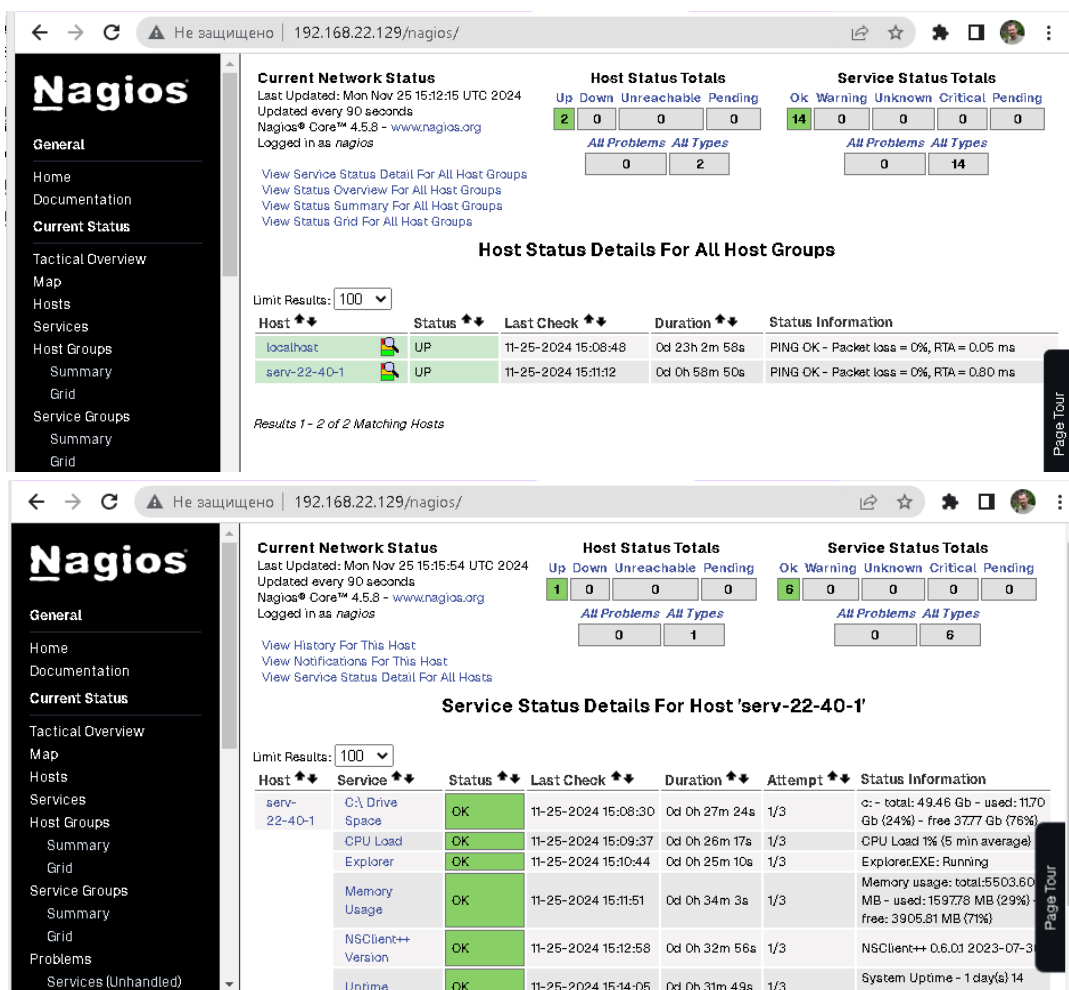 Не защищено | 192.168.22.129/nagios/
Nagios
General
Home
Documentation
Current Status
Tactical Overview
Map
Hosts
Services
Host Groups
Summary
Grid
Service Groups
Summary
Grid
Current Network Status
Last Updated: Mon Nov 25 15:12:15 UTC 2024
Updated every 90 seconds
Nagios® Core™ 4.5.8 - www.nagios.org
Logged in as nagios
View Service Status Detail For All Host Groups
View Status Overview For All Host Groups
View Status Summary For All Host Groups
View Status Grid For All Host Groups
Host Status Totals
Up Down Unreachable Pending
2 0 0 0
All Problems All Types
0 2
Service Status Totals
Ok Warning Unknown Critical Pending
14 0 0 0 0
All Problems All Types
0 14
Host Status Details For All Host Groups
Limit Results: 100
Host Status Last Check Duration Status Information
localhost UP 11-25-2024 15:08:48 0d 23h 2m 58s PING OK - Packet loss = 0%, RTA = 0.05 ms
serv-22-40-1 UP 11-25-2024 15:11:12 0d 0h 58m 50s PING OK - Packet loss = 0%, RTA = 0.80 ms
Results 1 - 2 of 2 Matching Hosts
Page Tour
Не защищено | 192.168.22.129/nagios/
Nagios
General
Home
Documentation
Current Status
Tactical Overview
Map
Hosts
Services
Host Groups
Summary
Grid
Service Groups
Summary
Grid
Problems
Services (Unhandled)
Current Network Status
Last Updated: Mon Nov 25 15:15:54 UTC 2024
Updated every 90 seconds
Nagios® Core™ 4.5.8 - www.nagios.org
Logged in as nagios
View History For This Host
View Notifications For This Host
View Service Status Detail For All Hosts
Host Status Totals
Up Down Unreachable Pending
1 0 0 0
All Problems All Types
0 1
Service Status Totals
Ok Warning Unknown Critical Pending
6 0 0 0 0
All Problems All Types
0 6
Service Status Details For Host 'serv-22-40-1'
Limit Results: 100
Host Service Status Last Check Duration Attempt Status Information
serv-22-40-1 C:\ Drive Space OK 11-25-2024 15:08:30 0d 0h 27m 24s 1/3 c: - total: 49.46 Gb - used: 11.70 Gb (24%) - free 37.77 Gb (76%)
CPU Load OK 11-25-2024 15:09:37 0d 0h 26m 17s 1/3 CPU Load 1% (5 min average)
Explorer OK 11-25-2024 15:10:44 0d 0h 25m 10s 1/3 Explorer.EXE: Running
Memory Usage OK 11-25-2024 15:11:51 0d 0h 34m 3s 1/3 Memory usage: total:5503.60 MB - used: 1597.78 MB (29%) - free: 3905.81 MB (71%)
NSClient++ Version OK 11-25-2024 15:12:58 0d 0h 32m 56s 1/3 NSClient++ 0.6.0.1 2023-07-3
Uptime OK 11-25-2024 15:14:05 0d 0h 31m 49s 1/3 System Uptime - 1 day(s) 14
Page Tour